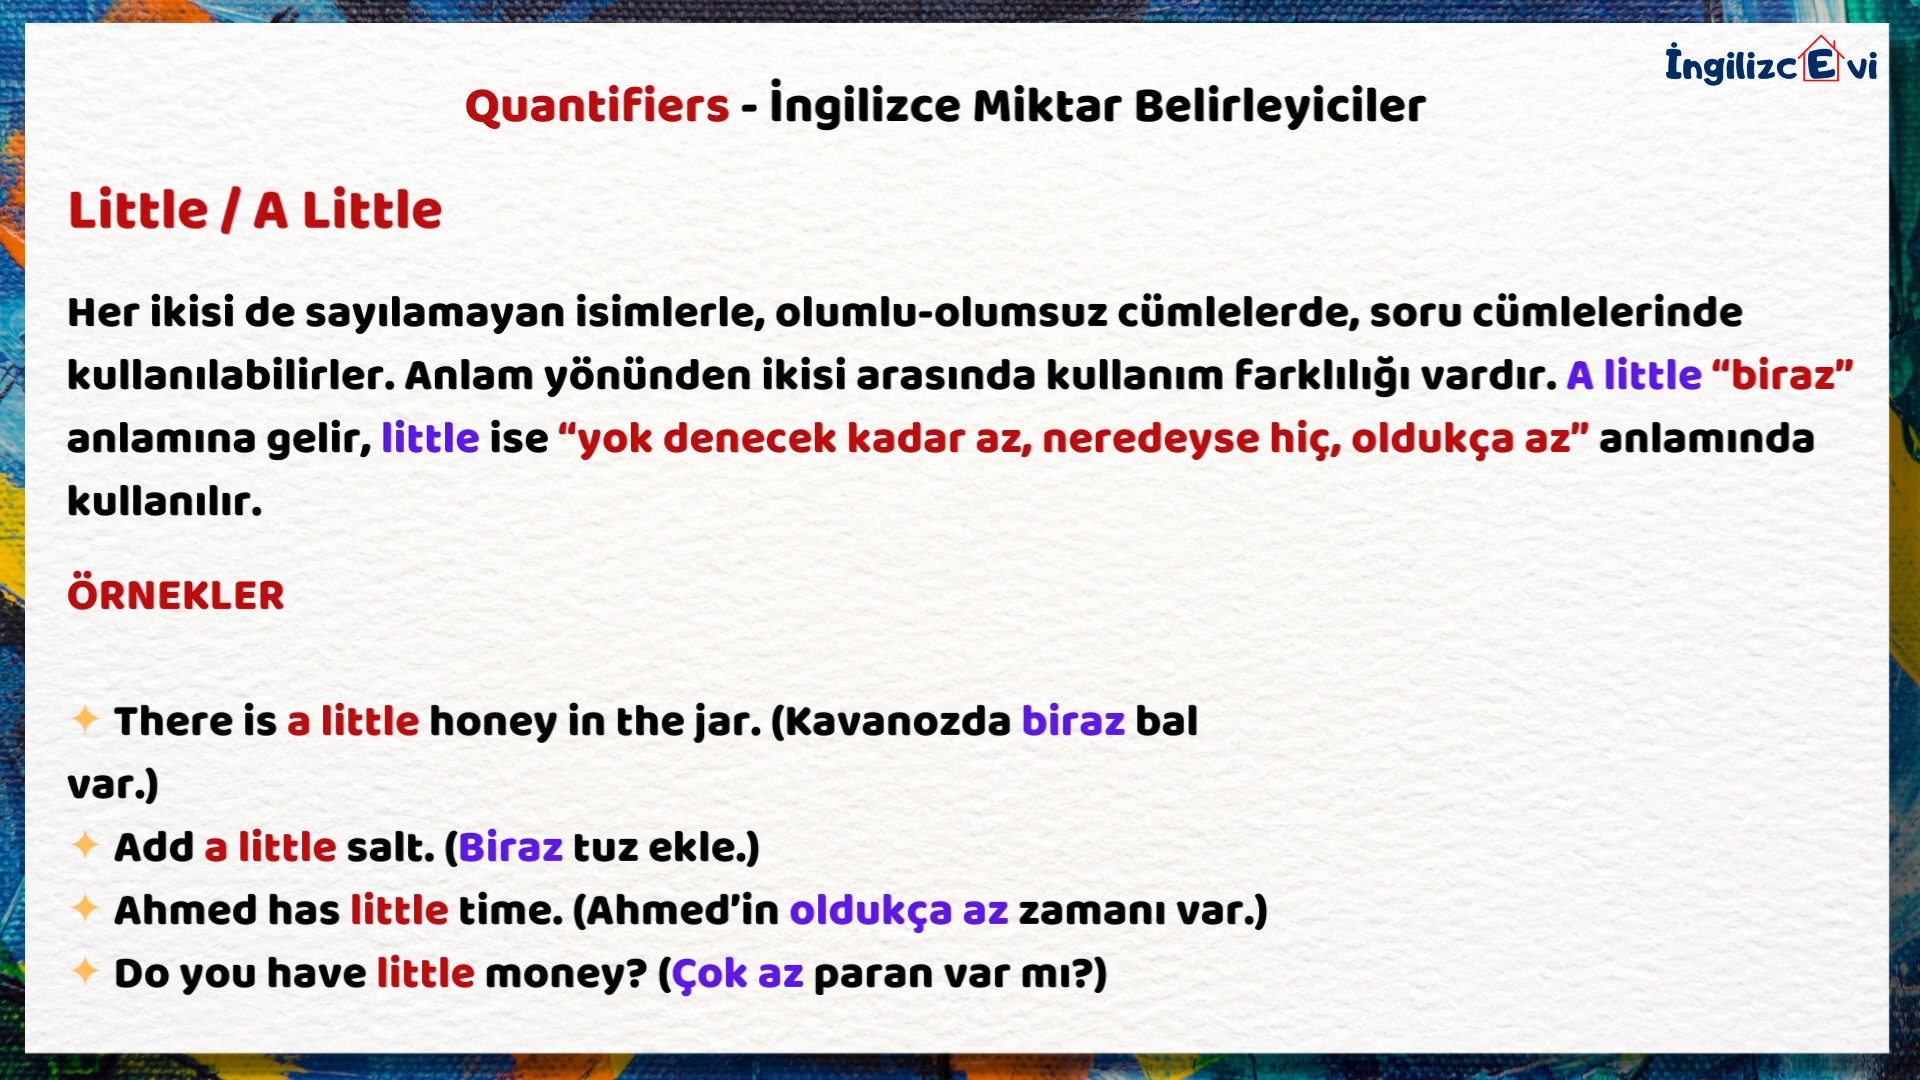 İngilizcEvi
Quantifiers - İngilizce Miktar Belirleyiciler
Little / A Little
Her ikisi de sayılamayan isimlerle, olumlu-olumsuz cümlelerde, soru cümlelerinde
kullanılabilirler. Anlam yönünden ikisi arasında kullanım farklılığı vardır. A little “biraz”
anlamına gelir, little ise “yok denecek kadar az, neredeyse hiç, oldukça az” anlamında
kullanılır.
ÖRNEKLER
✦ There is a little honey in the jar. (Kavanozda biraz bal
var.)
✦ Add a little salt. (Biraz tuz ekle.)
✦ Ahmed has little time. (Ahmed’in oldukça az zamanı var.)
✦ Do you have little money? (Çok az paran var mı?)